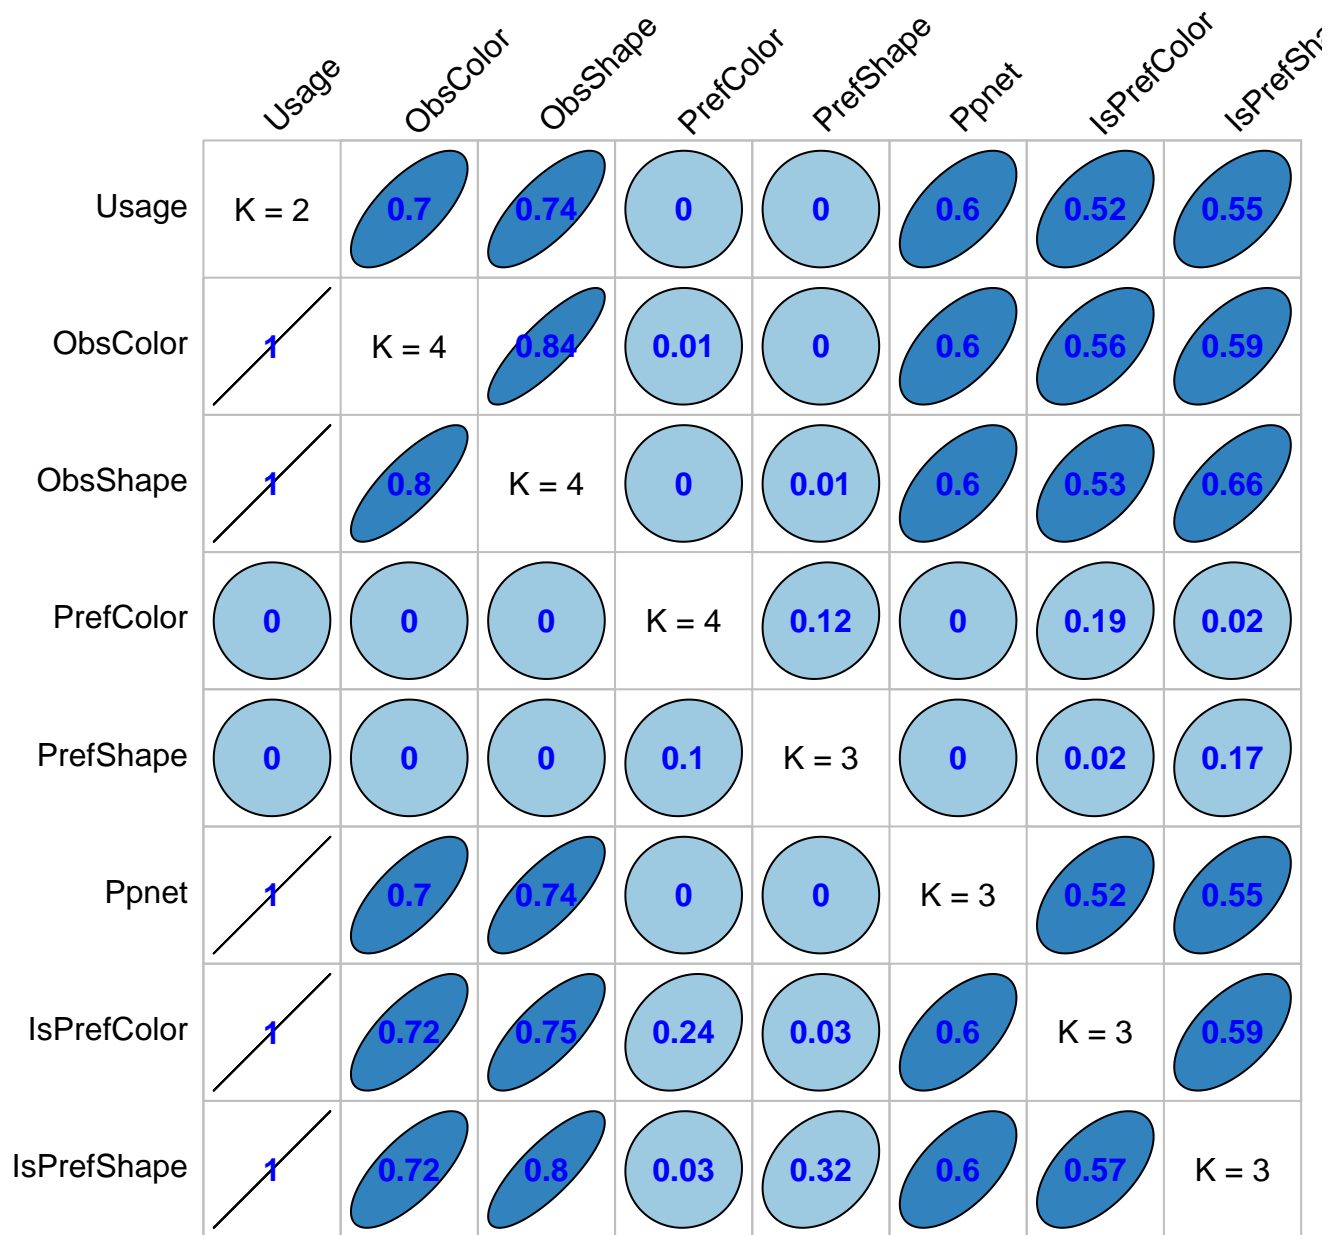 Usage ObsColor ObsShape PrefColor PrefShape Ppnet IsPrefColor IsPrefSha
Usage K = 2 0.7 0.74 0 0 0.6 0.52 0.55
ObsColor 1 K = 4 0.84 0.01 0 0.6 0.56 0.59
ObsShape 1 0.8 K = 4 0 0.01 0.6 0.53 0.66
PrefColor 0 0 0 K = 4 0.12 0 0.19 0.02
PrefShape 0 0 0 0.1 K = 3 0 0.02 0.17
Ppnet 1 0.7 0.74 0 0 K = 3 0.52 0.55
IsPrefColor 1 0.72 0.75 0.24 0.03 0.6 K = 3 0.59
IsPrefShape 1 0.72 0.8 0.03 0.32 0.6 0.57 K = 3